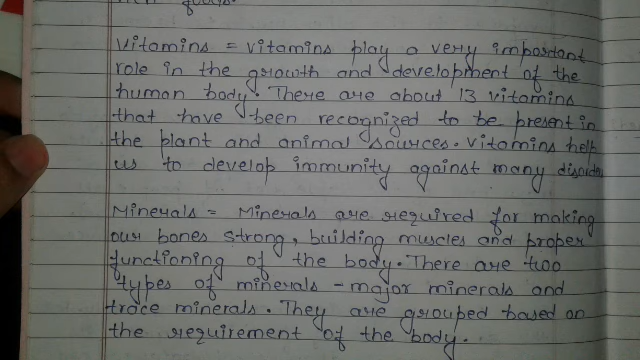 rich foods.
Vitamins = Vitamins play a very important
role in the growth and development of the
human body. There are about 13 vitamins
that have been recognized to be present in
the plant and animal sources. Vitamins help
us to develop immunity against many
Minerals = Minerals are required for making
our bones strong, building muscles and proper
functioning of the body. There are too
types of minerals - major minerals and
trace minerals. They are grouped based on
the requirement of the body.